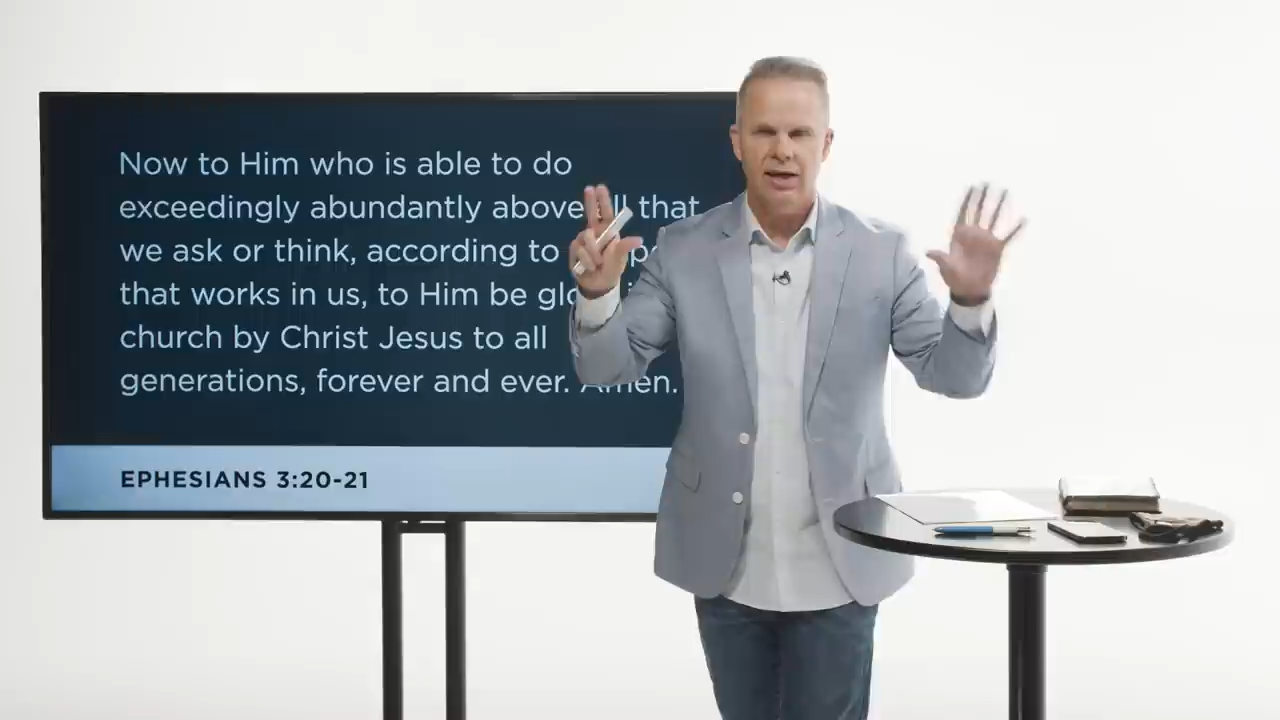 Now to Him who is able to do
exceedingly abundantly above all that
we ask or think, according to
that works in us, to Him be
church by Christ Jesus to all
generations, forever and ever. Amen.
EPHESIANS 3:20-21